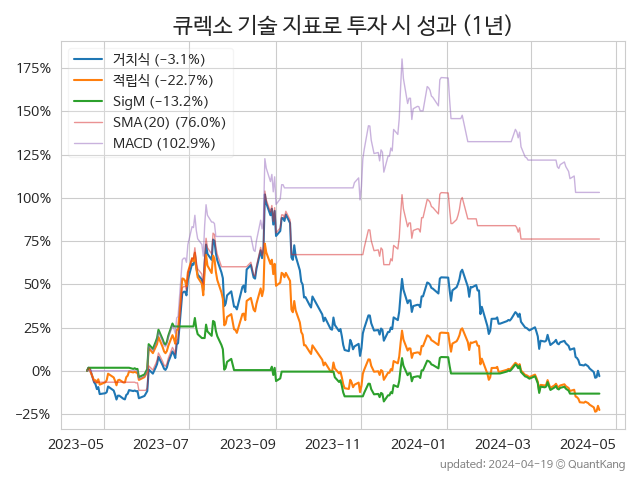 큐렉소 기술 지표로 투자 시 성과 (1년)
거치식 (−3.1%)
적립식 (−22.7%)
SigM (−13.2%)
SMA(20) (76.0%)
MACD (102.9%)
175%
150%
125%
100%
75%
50%
25%
0%
−25%
2023-05 2023-07 2023-09 2023-11 2024-01 2024-03 2024-05
updated: 2024-04-19 © QuantKang